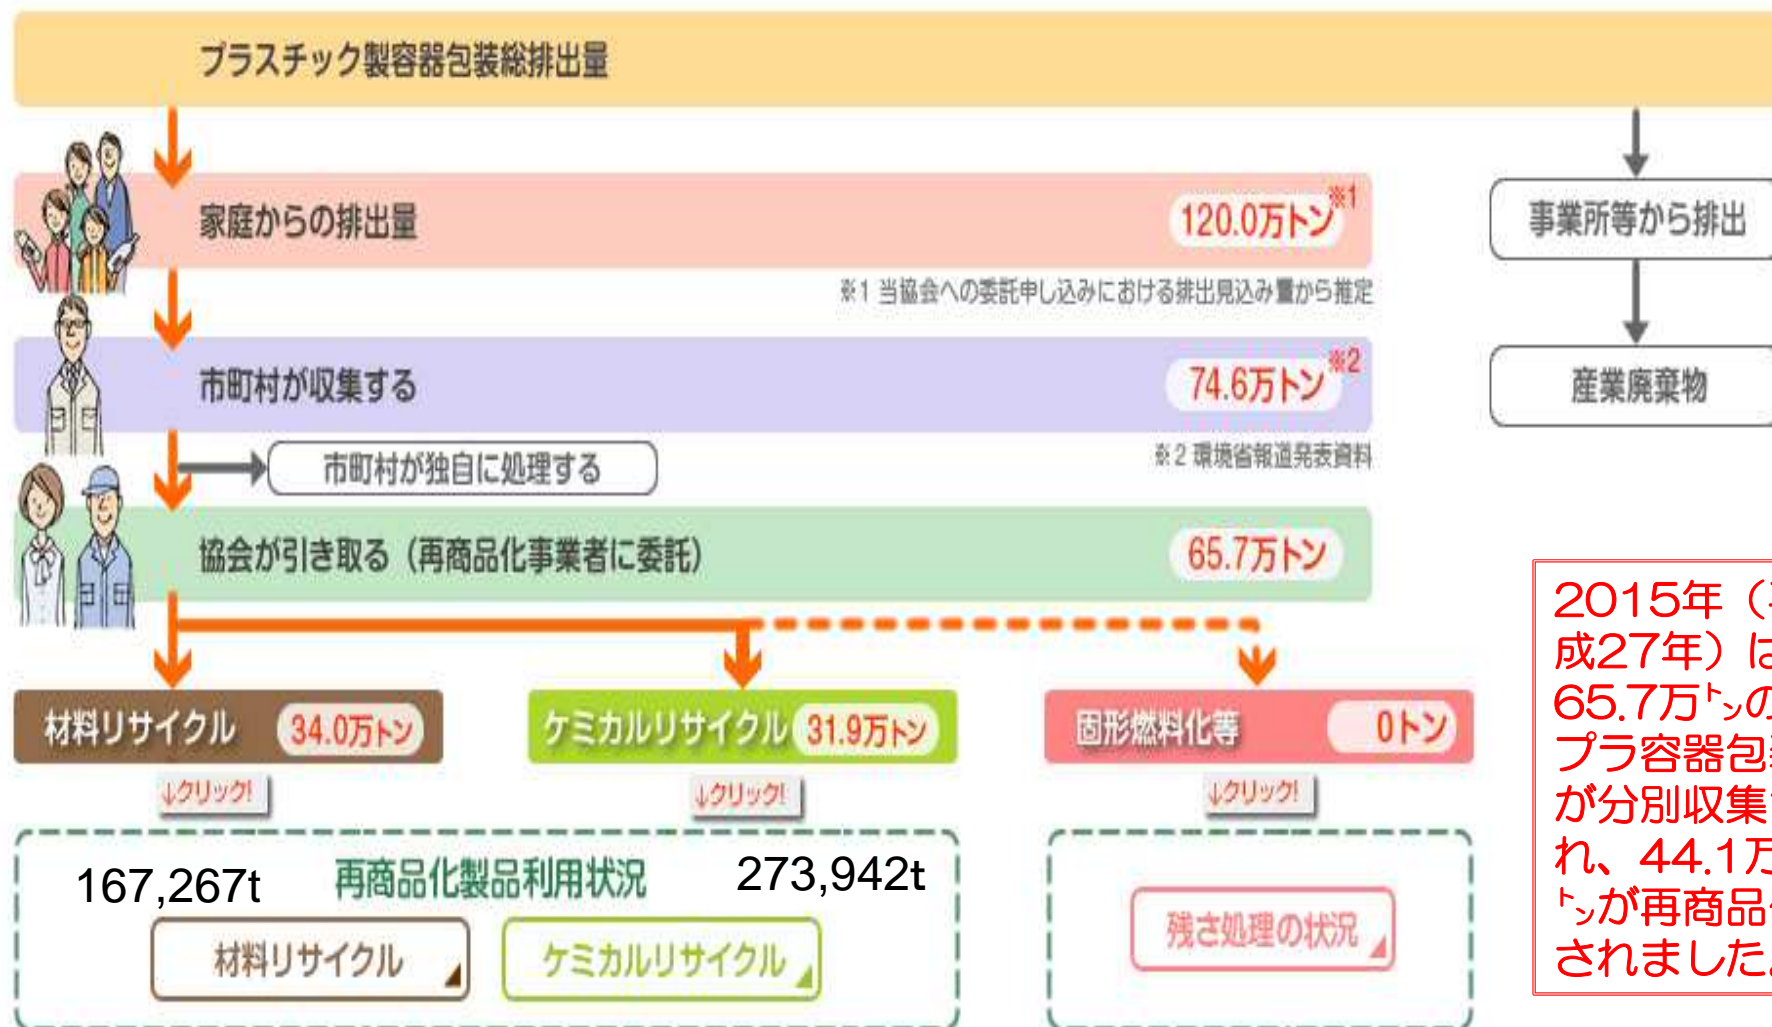 プラスチック製容器包装総排出量
家庭からの排出量
120.0万トン※1
事業所等から排出
※1 当協会への委託申し込みにおける排出見込み量から推定
市町村が収集する
74.6万トン※2
産業廃棄物
※2 環境省報道発表資料
市町村が独自に処理する
協会が引き取る（再商品化事業者に委託）
65.7万トン
材料リサイクル 34.0万トン
ケミカルリサイクル 31.9万トン
固形燃料化等 0トン
↓クリック!
↓クリック!
↓クリック!
167,267t
再商品化製品利用状況
273,942t
材料リサイクル
ケミカルリサイクル
残さ処理の状況
2015年（
成27年）は
65.7万㌧の
プラ容器包装
が分別収集
れ、44.1万
㌧が再商品化
されました。